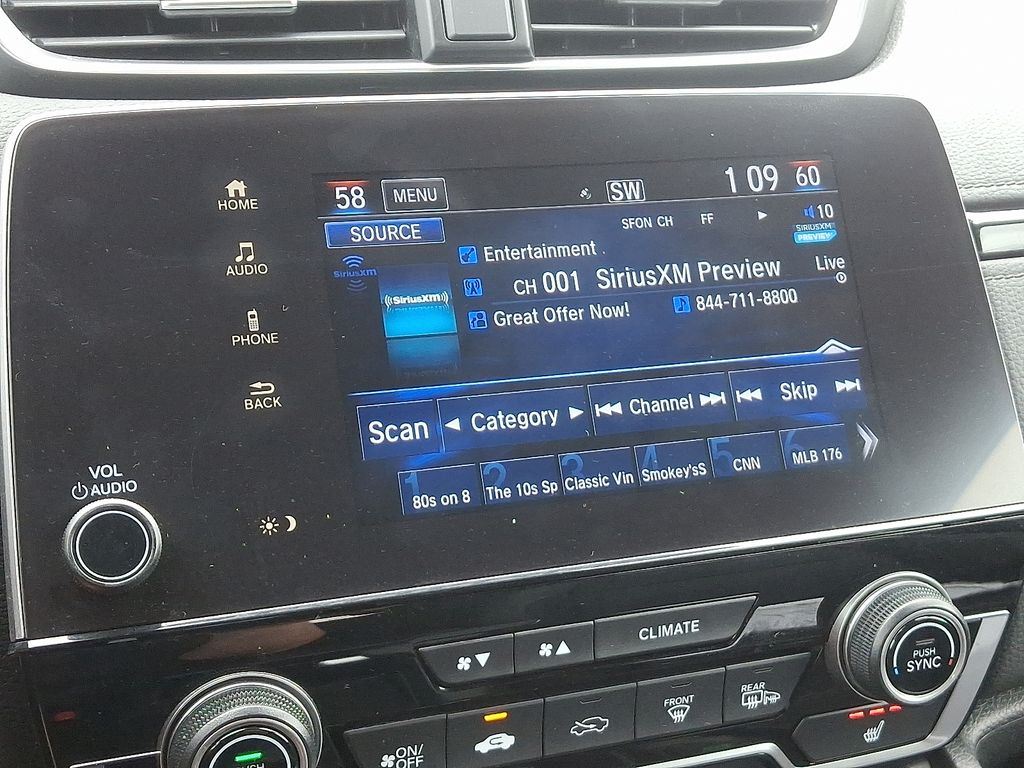 58 MENU SW 1 09 60
HOME
SFON CH FF 10
SOURCE
SIRIUSXM
PREVIEW
AUDIO
SiriusXM
Entertainment
Live
CH 001 SiriusXM Preview
((SiriusXM))
Great Offer Now! 844-711-8800
PHONE
BACK
Scan Category Channel Skip
1 80s on 8
2 The 10s Sp
3 Classic Vin
4 Smokey'sS
5 CNN
6 MLB 176
VOL
AUDIO
CLIMATE
PUSH
SYNC
FRONT
REAR
ON/
OFF
PUSH